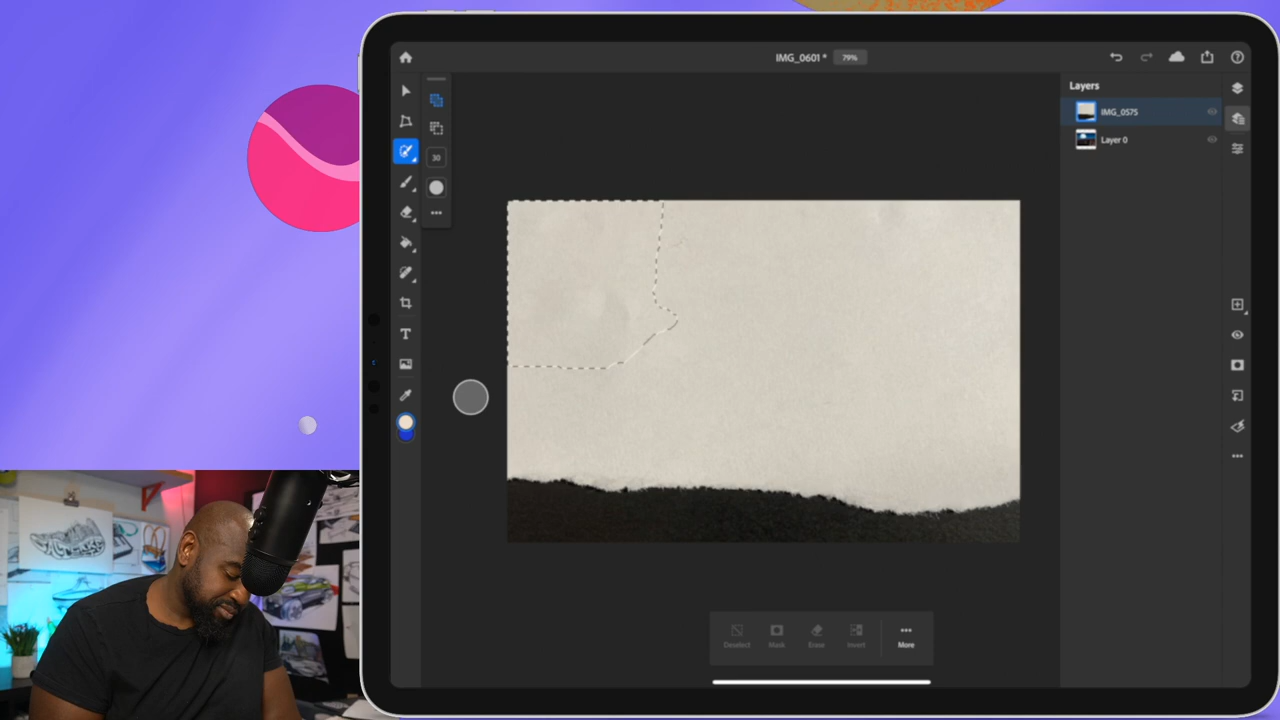 IMG_0601 * 79%
Layers
IMG_0575
Layer 0
30
T
Deselect Mask Erase Invert More